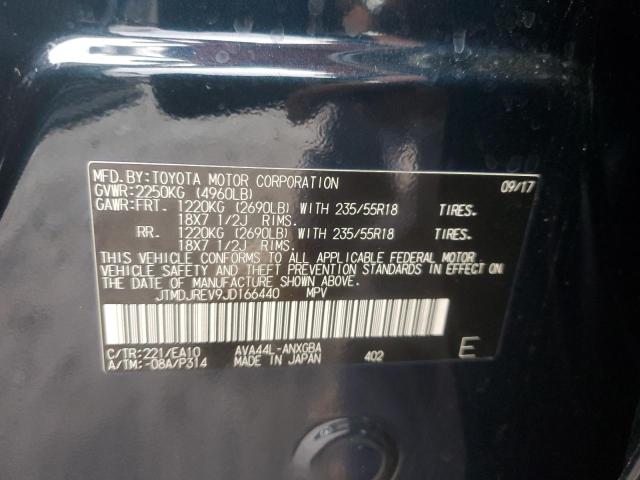 MFD.BY:TOYOTA MOTOR CORPORATION 09/17
GVWR:2250KG (4960LB)
GAWR:FRT. 1220KG (2690LB) WITH 235/55R18 TIRES.
18X7 1/2J RIMS.
RR. 1220KG (2690LB) WITH 235/55R18 TIRES.
18X7 1/2J RIMS.
THIS VEHICLE CONFORMS TO ALL APPLICABLE FEDERAL MOTOR
VEHICLE SAFETY AND THEFT PREVENTION STANDARDS IN EFFECT ON
THE DATE OF MANUFACTURE SHOWN ABOVE.
JTMDJREV9JD166440 MPV
C/TR:221/EA10 AVA44L-ANXGBA
A/TM:-08A/P314 MADE IN JAPAN 402 E